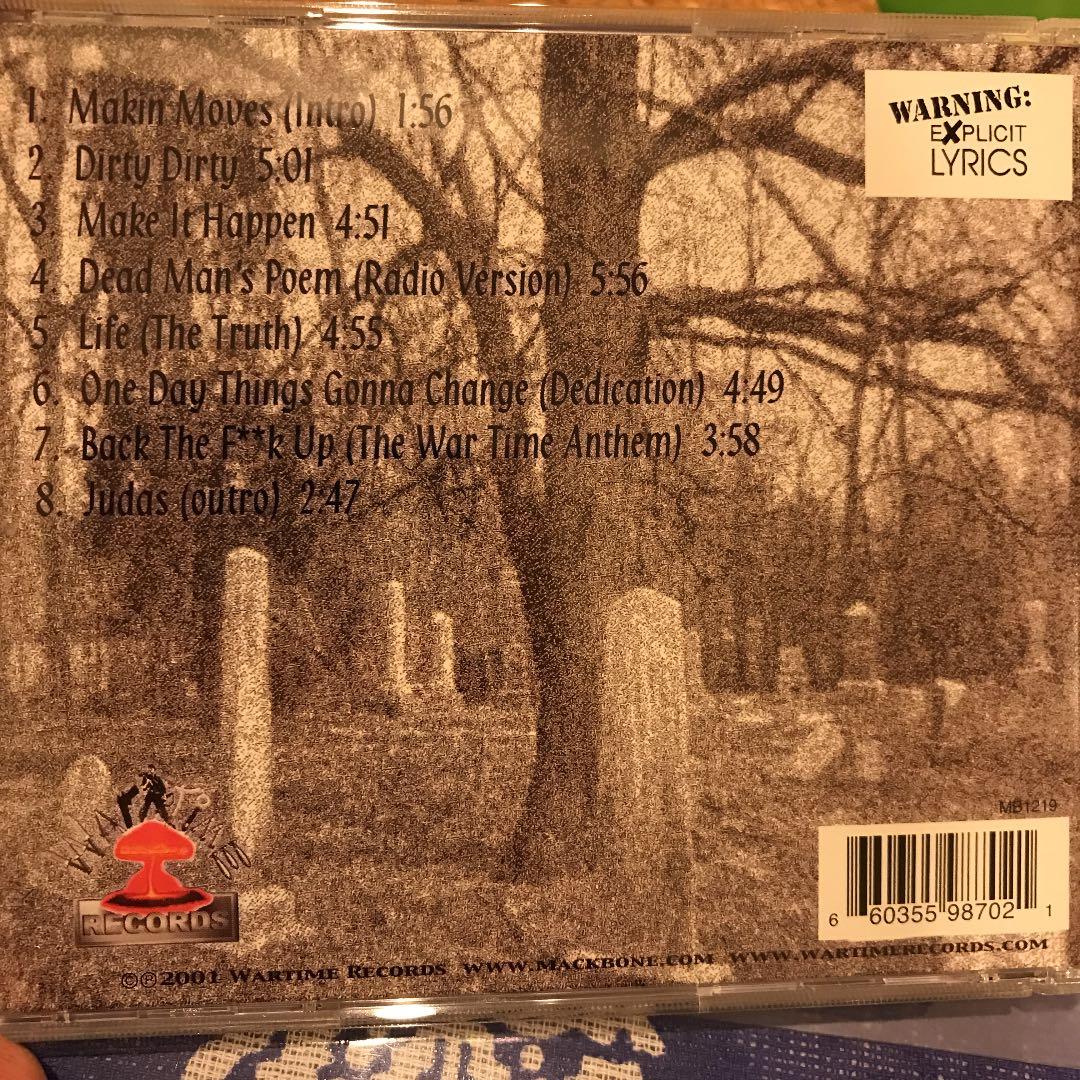 1. Makin Moves (Intro) 1:56
2. Dirty Dirty 5:01
3. Make It Happen 4:51
4. Dead Man's Poem (Radio Version) 5:56
5. Life (The Truth) 4:55
6. One Day Things Gonna Change (Dedication) 4:49
7. Back The F**k Up (The War Time Anthem) 3:58
8. Judas (outro) 2:47
WARNING:
EXPLICIT
LYRICS
RECORDS
MB1219
6 60355 98702 1
©℗2001 WARTIME RECORDS WWW.MACKBONE.COM WWW.WARTIMERECORDS.COM